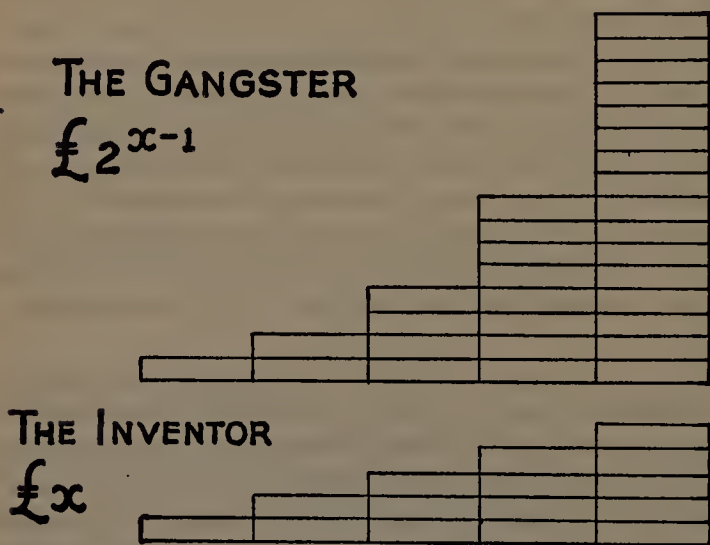 THE GANGSTER
£2^{x-1}
THE INVENTOR
£x